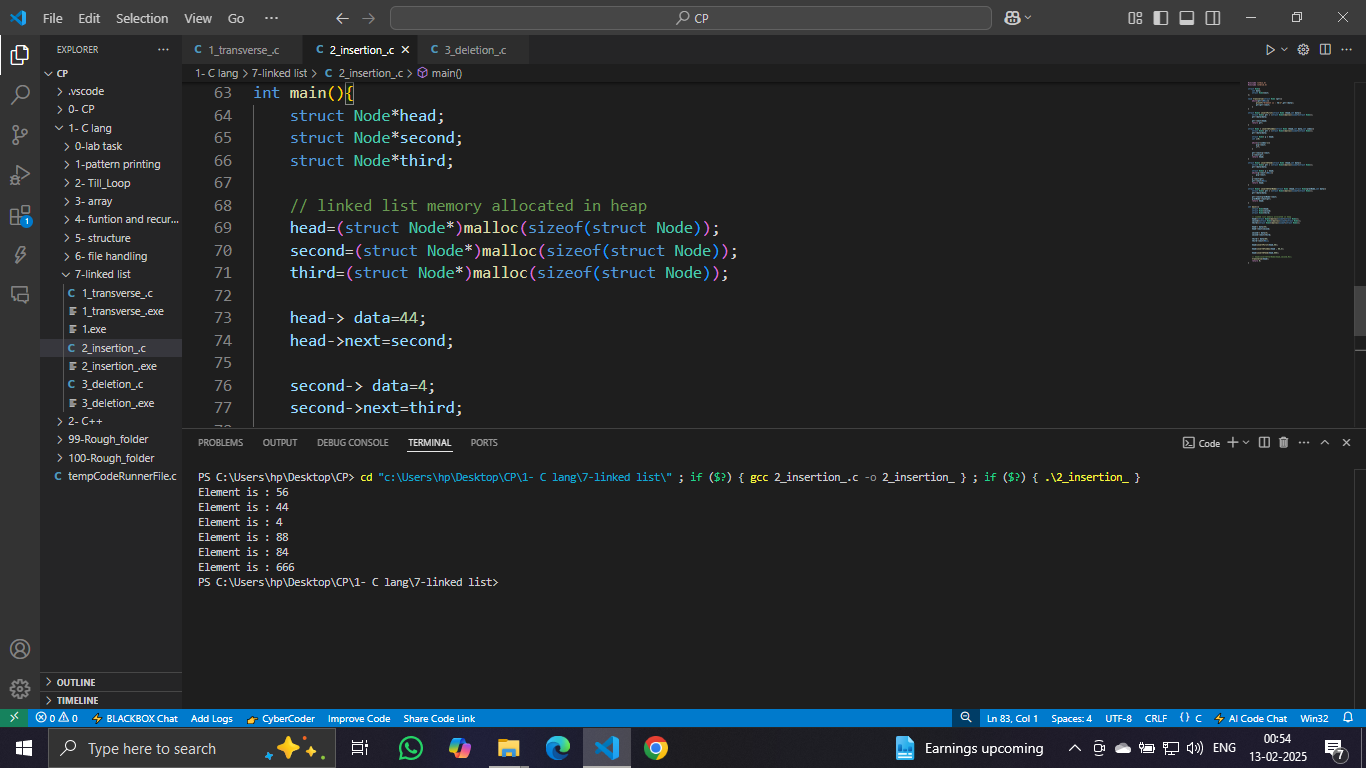 File Edit Selection View Go ··· CP
EXPLORER ···
CP
.vscode
0- CP
1- C lang
0-lab task
1-pattern printing
2- Till_Loop
3- array
4- funtion and recur...
5- structure
6- file handling
7-linked list
C 1_transverse_.c
1_transverse_.exe
1.exe
C 2_insertion_.c
2_insertion_.exe
C 3_deletion_.c
3_deletion_.exe
2- C++
99-Rough_folder
100-Rough_folder
C tempCodeRunnerFile.c
OUTLINE
TIMELINE
1
C 1_transverse_.c C 2_insertion_.c C 3_deletion_.c
1- C lang > 7-linked list > C 2_insertion_.c > main()
63 int main(){
64 struct Node*head;
65 struct Node*second;
66 struct Node*third;
67
68 // linked list memory allocated in heap
69 head=(struct Node*)malloc(sizeof(struct Node));
70 second=(struct Node*)malloc(sizeof(struct Node));
71 third=(struct Node*)malloc(sizeof(struct Node));
72
73 head-> data=44;
74 head->next=second;
75
76 second-> data=4;
77 second->next=third;
PROBLEMS OUTPUT DEBUG CONSOLE TERMINAL PORTS Code
PS C:\Users\hp\Desktop\CP> cd "c:\Users\hp\Desktop\CP\1- C lang\7-linked list\" ; if ($?) { gcc 2_insertion_.c -o 2_insertion_ } ; if ($?) { .\2_insertion_ }
Element is : 56
Element is : 44
Element is : 4
Element is : 88
Element is : 84
Element is : 666
PS C:\Users\hp\Desktop\CP\1- C lang\7-linked list>
0 0 BLACKBOX Chat Add Logs CyberCoder Improve Code Share Code Link Ln 83, Col 1 Spaces: 4 UTF-8 CRLF {} C AI Code Chat Win32
Type here to search Earnings upcoming ENG 00:54
13-02-2025
7